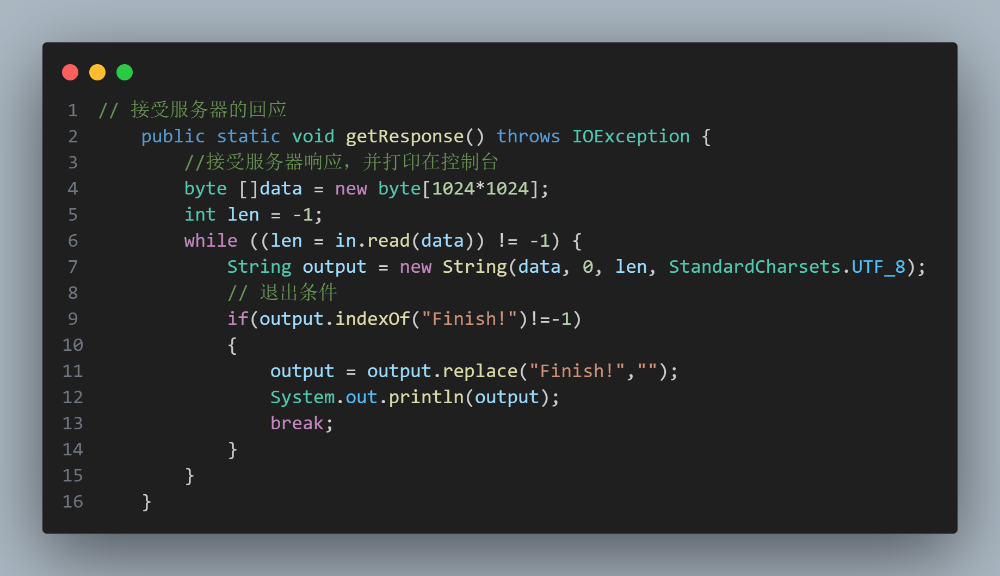 1 // 接受服务器的回应
2     public static void getResponse() throws IOException {
3         //接受服务器响应，并打印在控制台
4         byte []data = new byte[1024*1024];
5         int len = -1;
6         while ((len = in.read(data)) != -1) {
7             String output = new String(data, 0, len, StandardCharsets.UTF_8);
8             // 退出条件
9             if(output.indexOf("Finish!")!=-1)
10             {
11                 output = output.replace("Finish!","");
12                 System.out.println(output);
13                 break;
14             }
15         }
16     }